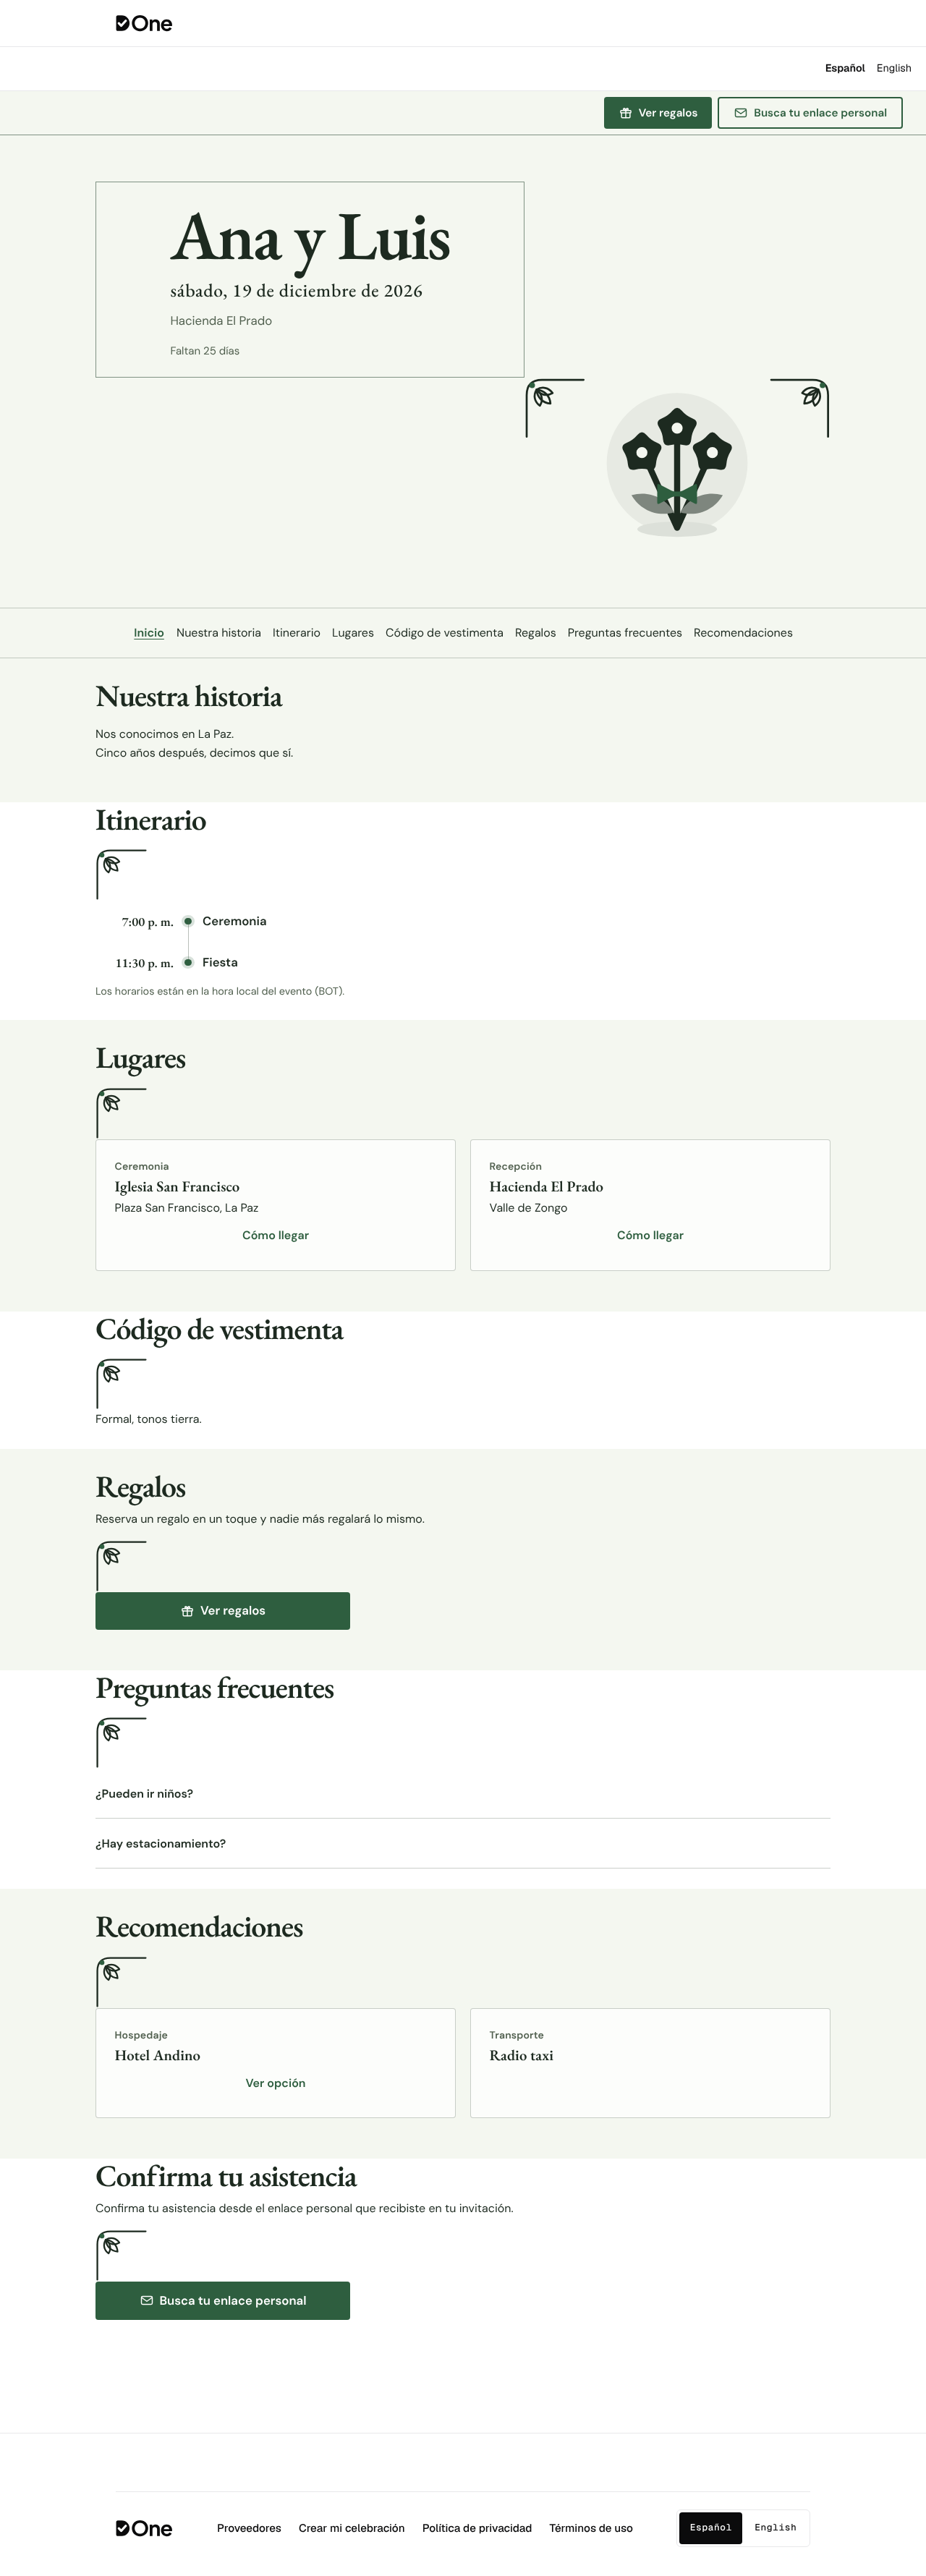 DOne
Español English
Ver regalos Busca tu enlace personal
Ana y Luis
sábado, 19 de diciembre de 2026
Hacienda El Prado
Faltan 25 días
Inicio Nuestra historia Itinerario Lugares Código de vestimenta Regalos Preguntas frecuentes Recomendaciones
Nuestra historia
Nos conocimos en La Paz.
Cinco años después, decimos que sí.
Itinerario
7:00 p. m. Ceremonia
11:30 p. m. Fiesta
Los horarios están en la hora local del evento (BOT).
Lugares
Ceremonia
Iglesia San Francisco
Plaza San Francisco, La Paz
Cómo llegar
Recepción
Hacienda El Prado
Valle de Zongo
Cómo llegar
Código de vestimenta
Formal, tonos tierra.
Regalos
Reserva un regalo en un toque y nadie más regalará lo mismo.
Ver regalos
Preguntas frecuentes
¿Pueden ir niños?
¿Hay estacionamiento?
Recomendaciones
Hospedaje
Hotel Andino
Ver opción
Transporte
Radio taxi
Confirma tu asistencia
Confirma tu asistencia desde el enlace personal que recibiste en tu invitación.
Busca tu enlace personal
DOne Proveedores Crear mi celebración Política de privacidad Términos de uso Español English